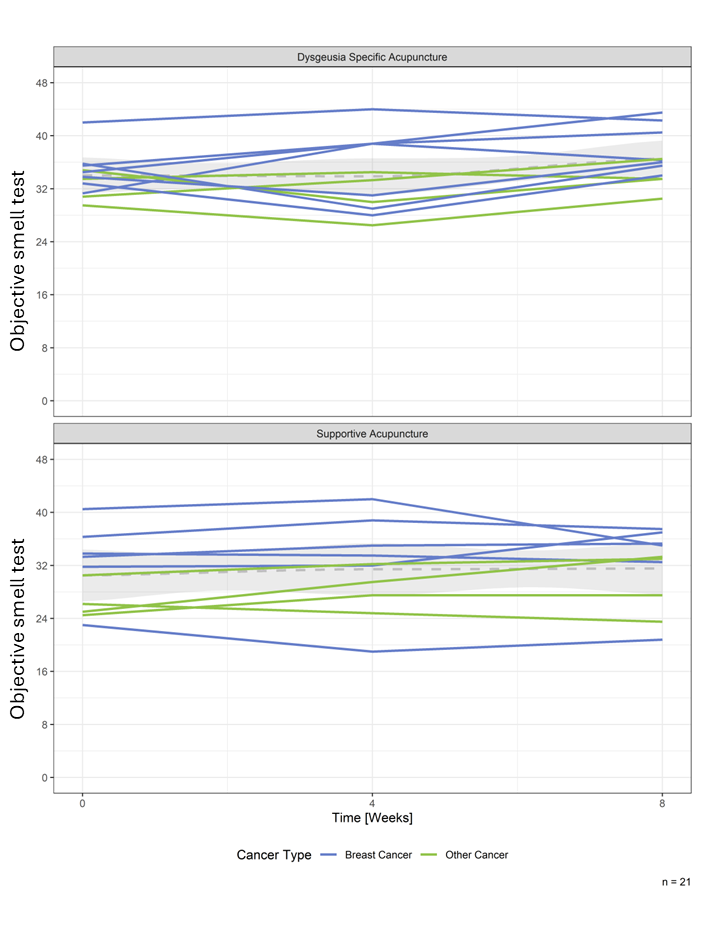 Dysgeusia Specific Acupuncture
Objective smell test
48
40
32
24
16
8
0
Supportive Acupuncture
Objective smell test
48
40
32
24
16
8
0
0 4 8
Time [Weeks]
Cancer Type Breast Cancer Other Cancer
n = 21